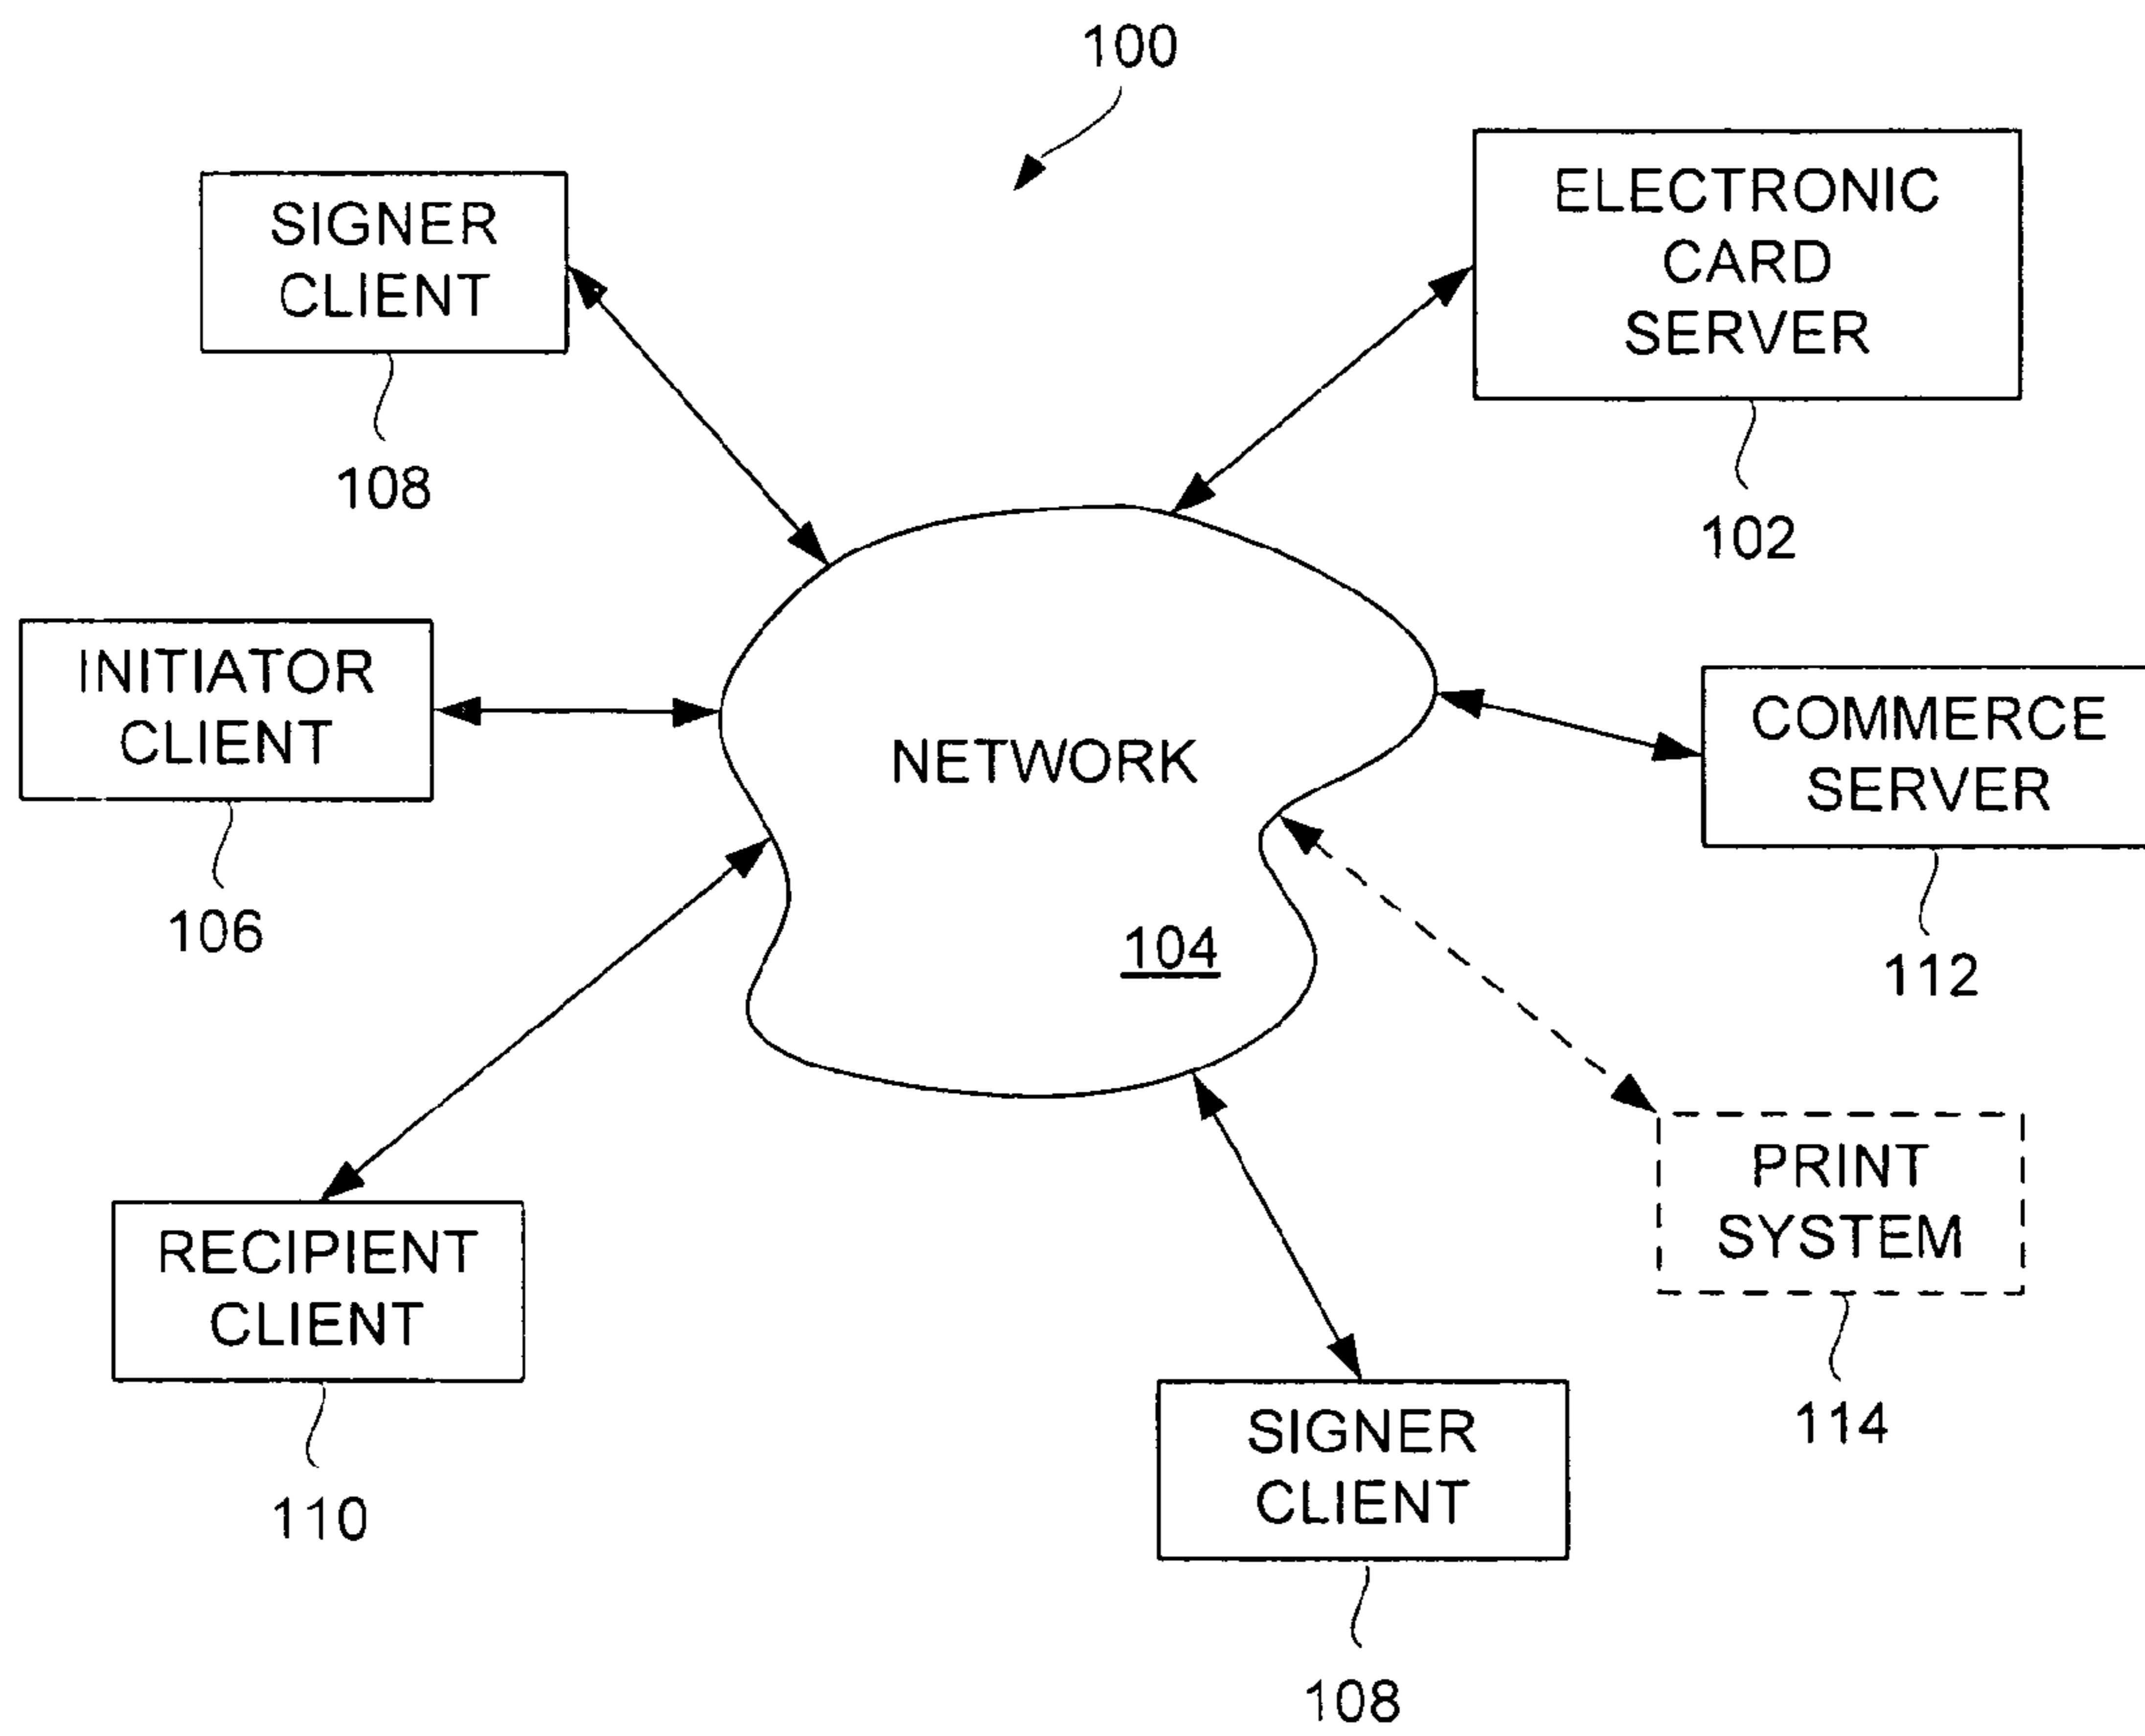 100
SIGNER
CLIENT
108
ELECTRONIC
CARD
SERVER
102
INITIATOR
CLIENT
106
NETWORK
104
COMMERCE
SERVER
112
RECIPIENT
CLIENT
110
PRINT
SYSTEM
114
SIGNER
CLIENT
108